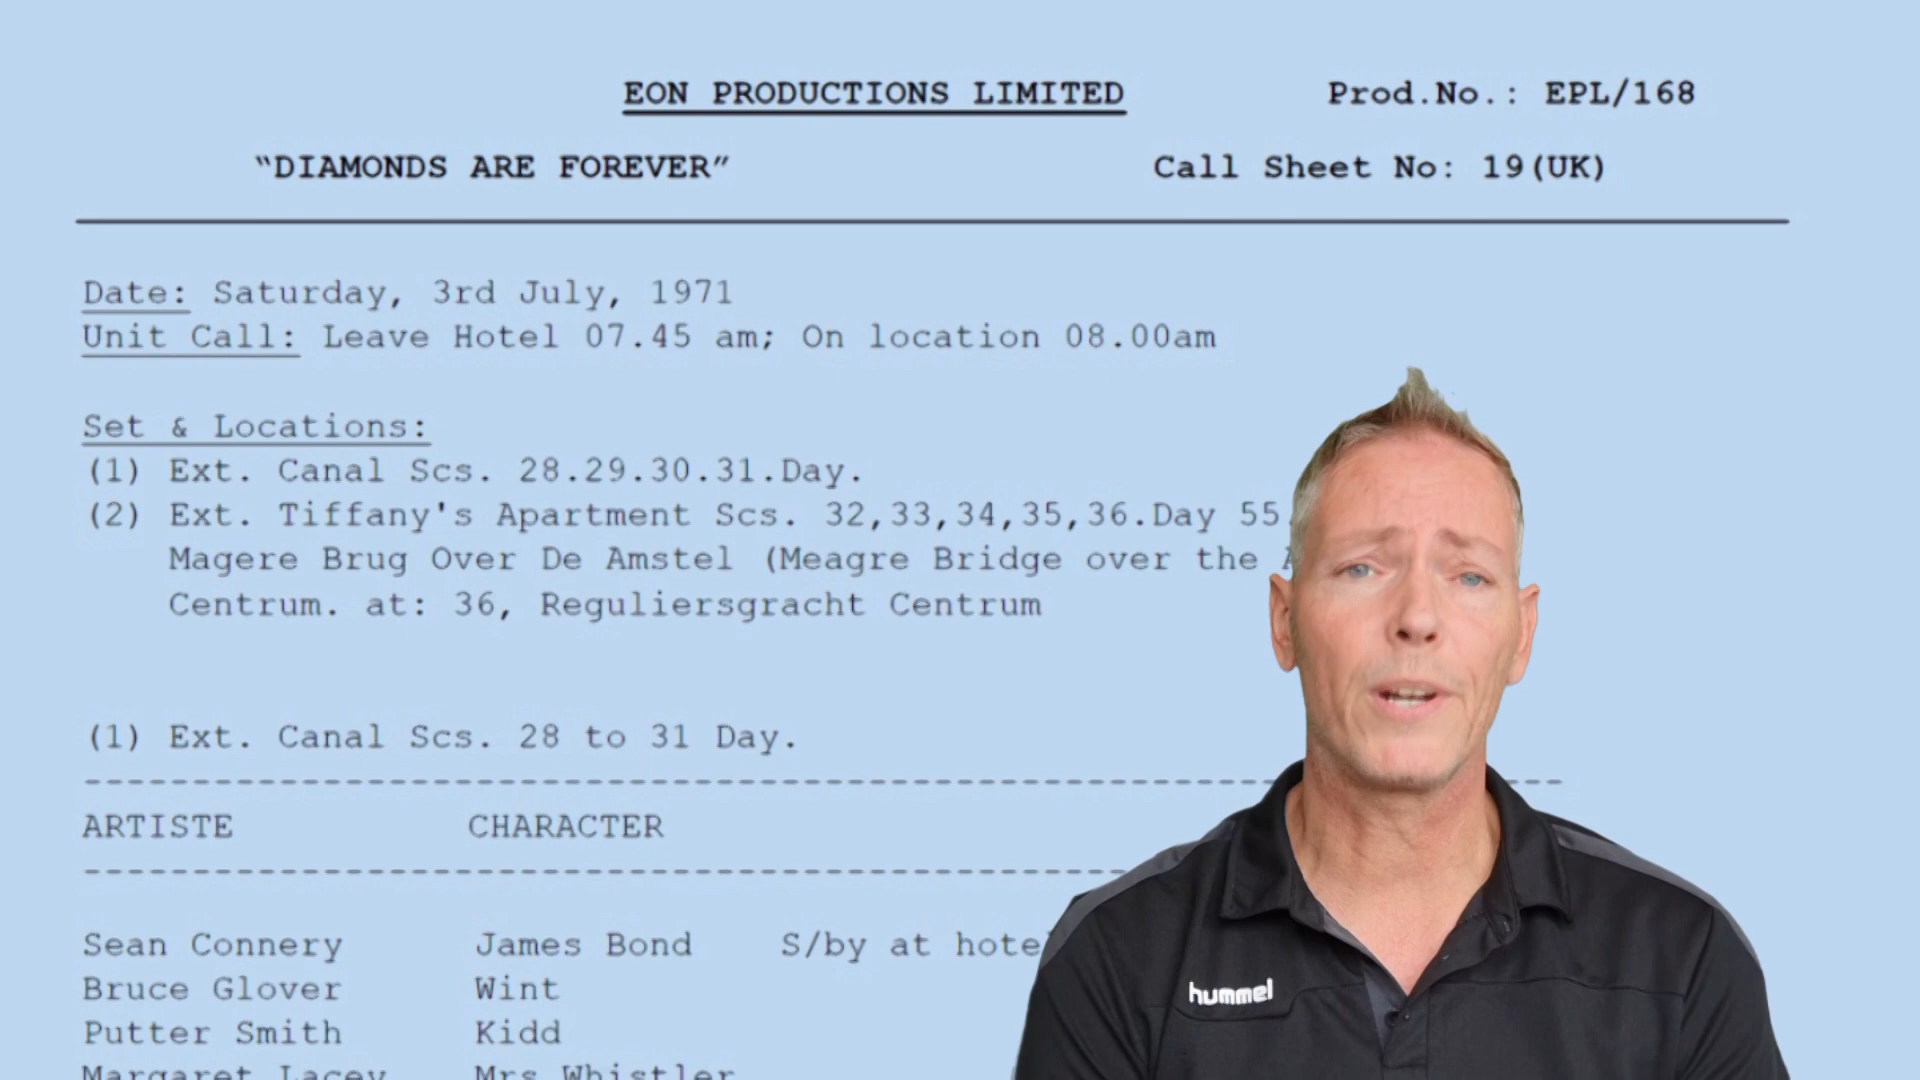 EON PRODUCTIONS LIMITED Prod.No.: EPL/168
“DIAMONDS ARE FOREVER” Call Sheet No: 19(UK)
Date: Saturday, 3rd July, 1971
Unit Call: Leave Hotel 07.45 am; On location 08.00am
Set & Locations:
(1) Ext. Canal Scs. 28.29.30.31.Day.
(2) Ext. Tiffany's Apartment Scs. 32,33,34,35,36.Day 55
Magere Brug Over De Amstel (Meagre Bridge over the
Centrum. at: 36, Reguliersgracht Centrum
(1) Ext. Canal Scs. 28 to 31 Day.
ARTISTE CHARACTER
Sean Connery James Bond S/by at
Bruce Glover Wint
Putter Smith Kidd
Margaret Lacey Mrs Whistler
hummel